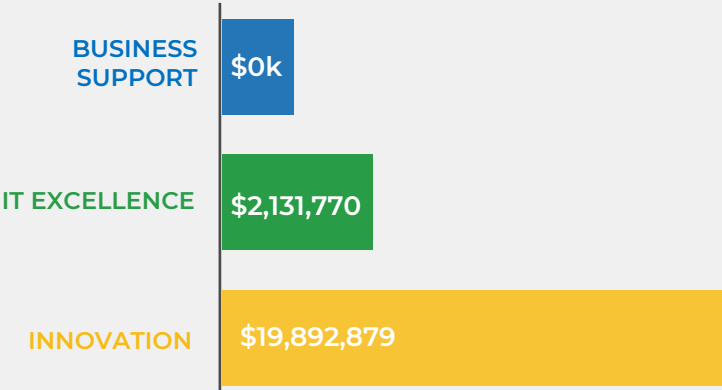 BUSINESS
SUPPORT
$0k
IT EXCELLENCE
$2,131,770
INNOVATION
$19,892,879